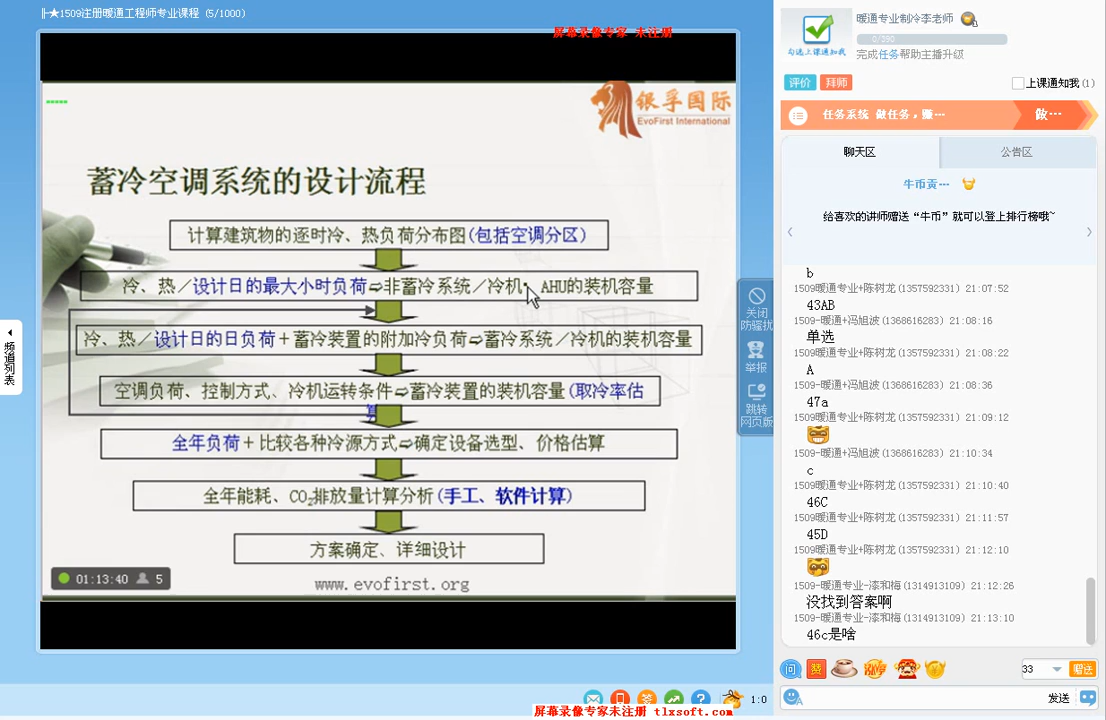 ╟★1509注册暖通工程师专业课程 (5/1000)
屏幕录像专家 未注册
银孚国际
EvoFirst International
蓄冷空调系统的设计流程
计算建筑物的逐时冷、热负荷分布图(包括空调分区)
冷、热／设计日的最大小时负荷⇨非蓄冷系统／冷机、AHU的装机容量
冷、热／设计日的日负荷＋蓄冷装置的附加冷负荷⇨蓄冷系统／冷机的装机容量
空调负荷、控制方式、冷机运转条件⇨蓄冷装置的装机容量(取冷率估
算
全年负荷＋比较各种冷源方式⇨确定设备选型、价格估算
全年能耗、CO2排放量计算分析(手工、软件计算)
方案确定、详细设计
www.evofirst.org
01:13:40 5
频道列表
关闭
防骚扰
举报
跳转
网页版
1:0
屏幕录像专家未注册 tlxsoft.com
勾选上课通知我
暖通专业制冷李老师
0/390
完成任务帮助主播升级
评价 拜师
上课通知我 (1)
任务系统 做任务，赚… 做…
聊天区 公告区
牛币贡…
给喜欢的讲师赠送“牛币”就可以登上排行榜哦~
b
1509暖通专业+陈树龙(1357592331) 21:07:52
43AB
1509-暖通+冯旭波(1368616283) 21:08:16
单选
1509暖通专业+陈树龙(1357592331) 21:08:22
A
1509-暖通+冯旭波(1368616283) 21:08:36
47a
1509暖通专业+陈树龙(1357592331) 21:09:12
1509-暖通+冯旭波(1368616283) 21:10:34
c
1509暖通专业+陈树龙(1357592331) 21:10:40
46C
1509暖通专业+陈树龙(1357592331) 21:11:57
45D
1509暖通专业+陈树龙(1357592331) 21:12:10
1509-暖通专业-漆和梅(1314913109) 21:12:26
没找到答案啊
1509-暖通专业-漆和梅(1314913109) 21:13:10
46c是啥
问 赞
33 赠送
发送